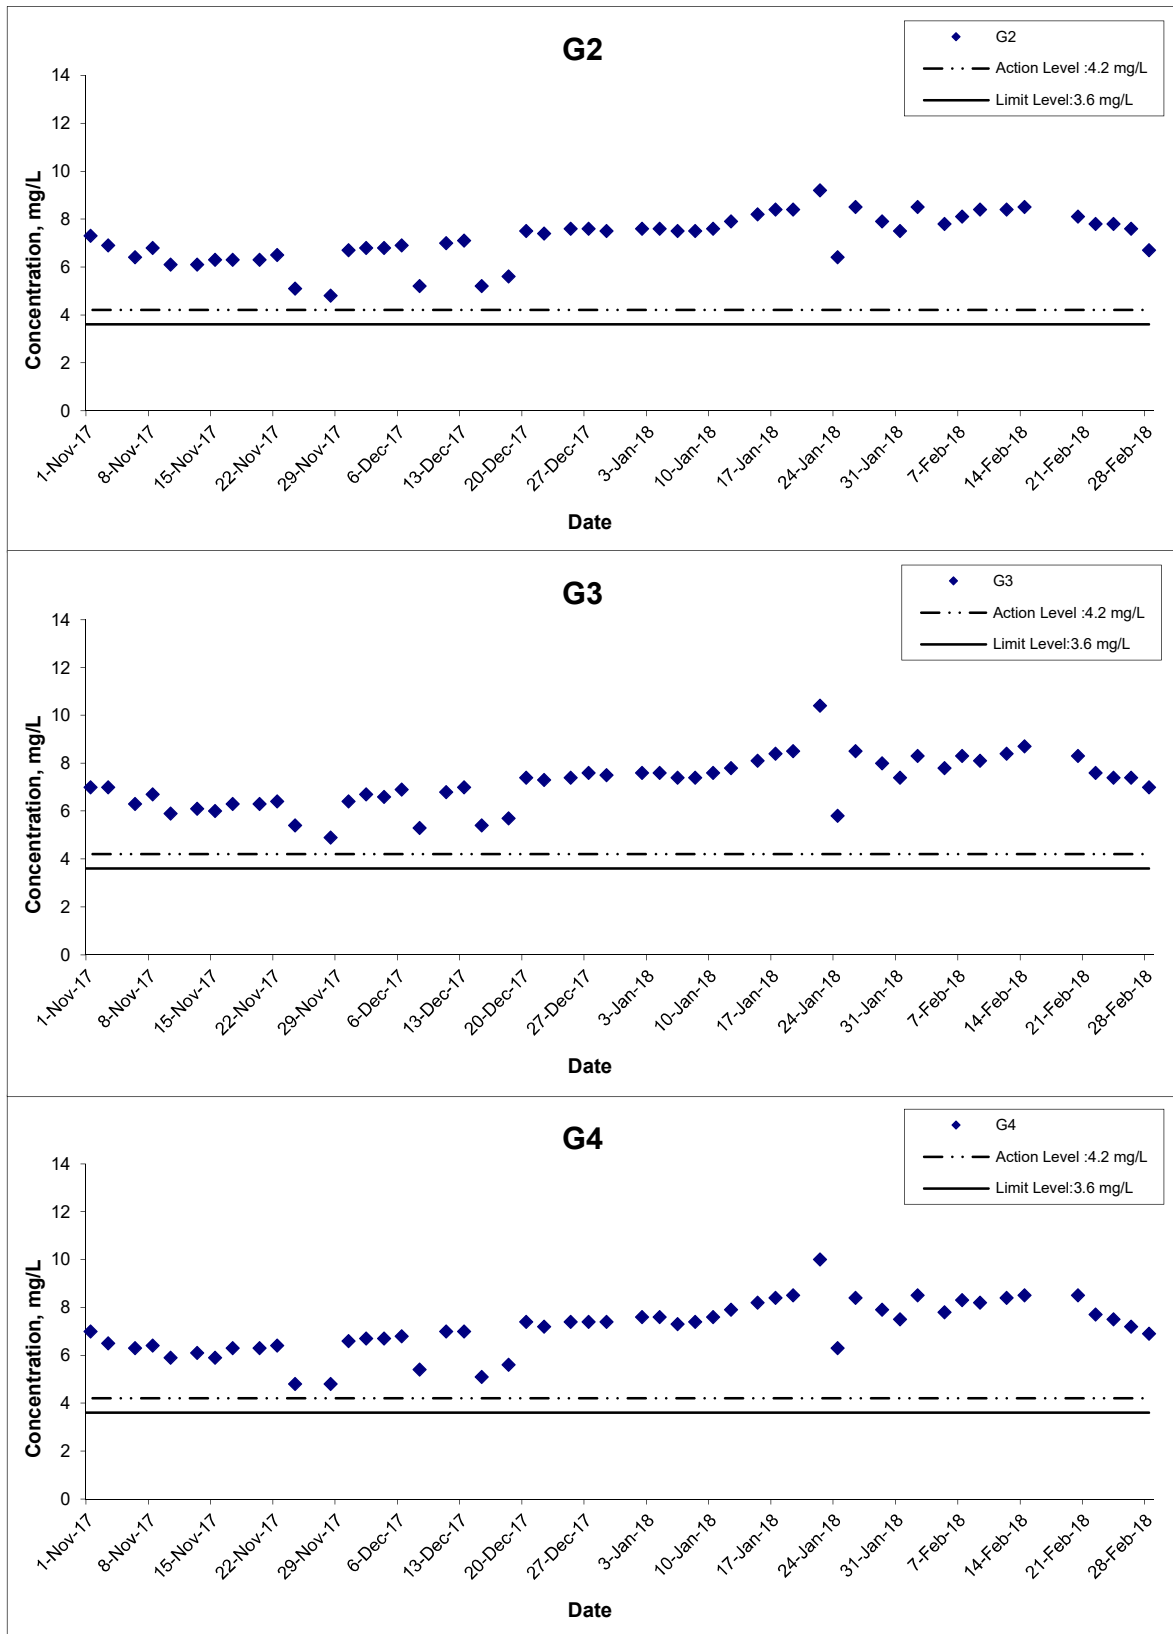 G2
G2
Action Level :4.2 mg/L
Limit Level:3.6 mg/L
Concentration, mg/L
14
12
10
8
6
4
2
0
1-Nov-17
8-Nov-17
15-Nov-17
22-Nov-17
29-Nov-17
6-Dec-17
13-Dec-17
20-Dec-17
27-Dec-17
3-Jan-18
10-Jan-18
17-Jan-18
24-Jan-18
31-Jan-18
7-Feb-18
14-Feb-18
21-Feb-18
28-Feb-18
Date
G3
G3
Action Level :4.2 mg/L
Limit Level:3.6 mg/L
Concentration, mg/L
14
12
10
8
6
4
2
0
1-Nov-17
8-Nov-17
15-Nov-17
22-Nov-17
29-Nov-17
6-Dec-17
13-Dec-17
20-Dec-17
27-Dec-17
3-Jan-18
10-Jan-18
17-Jan-18
24-Jan-18
31-Jan-18
7-Feb-18
14-Feb-18
21-Feb-18
28-Feb-18
Date
G4
G4
Action Level :4.2 mg/L
Limit Level:3.6 mg/L
Concentration, mg/L
14
12
10
8
6
4
2
0
1-Nov-17
8-Nov-17
15-Nov-17
22-Nov-17
29-Nov-17
6-Dec-17
13-Dec-17
20-Dec-17
27-Dec-17
3-Jan-18
10-Jan-18
17-Jan-18
24-Jan-18
31-Jan-18
7-Feb-18
14-Feb-18
21-Feb-18
28-Feb-18
Date